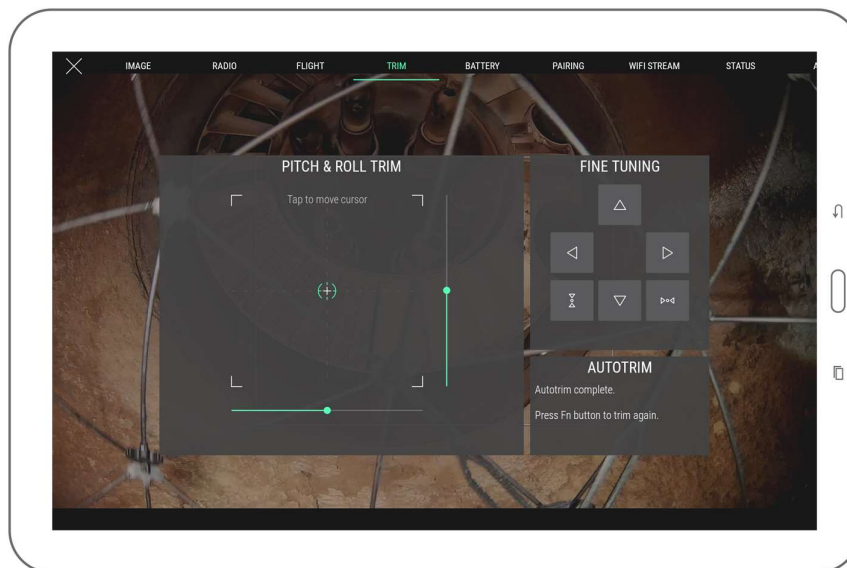 IMAGE RADIO FLIGHT TRIM BATTERY PAIRING WIFI STREAM STATUS
PITCH & ROLL TRIM
Tap to move cursor
FINE TUNING
AUTOTRIM
Autotrim complete.
Press Fn button to trim again.